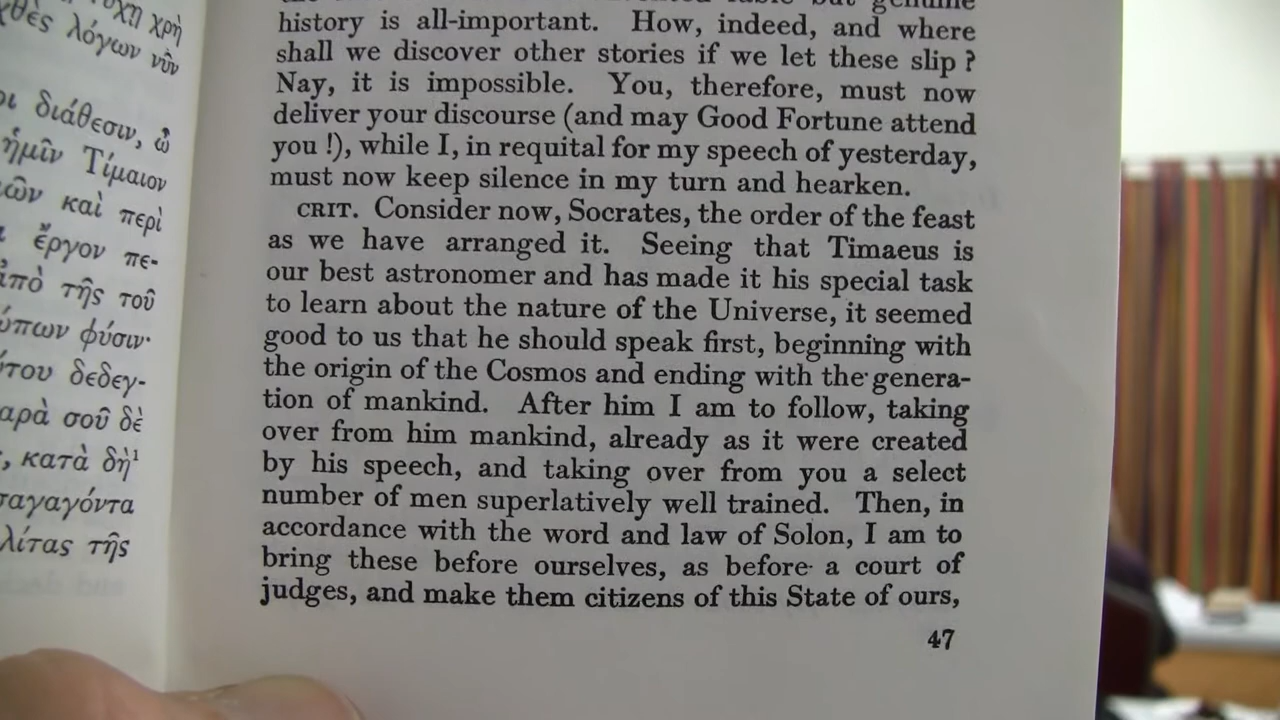 τύχῃ χρὴ
λόγων νῦν
διάθεσιν, ὦ
ἡμῖν Τίμαιον
καὶ περὶ
ἔργον πε-
τῆς τοῦ
φύσιν·
δεδεγ-
σοῦ δὲ
κατὰ δὴ¹
τῆς
history is all-important. How, indeed, and where
shall we discover other stories if we let these slip ?
Nay, it is impossible. You, therefore, must now
deliver your discourse (and may Good Fortune attend
you !), while I, in requital for my speech of yesterday,
must now keep silence in my turn and hearken.
CRIT. Consider now, Socrates, the order of the feast
as we have arranged it. Seeing that Timaeus is
our best astronomer and has made it his special task
to learn about the nature of the Universe, it seemed
good to us that he should speak first, beginning with
the origin of the Cosmos and ending with the genera-
tion of mankind. After him I am to follow, taking
over from him mankind, already as it were created
by his speech, and taking over from you a select
number of men superlatively well trained. Then, in
accordance with the word and law of Solon, I am to
bring these before ourselves, as before a court of
judges, and make them citizens of this State of ours,
47